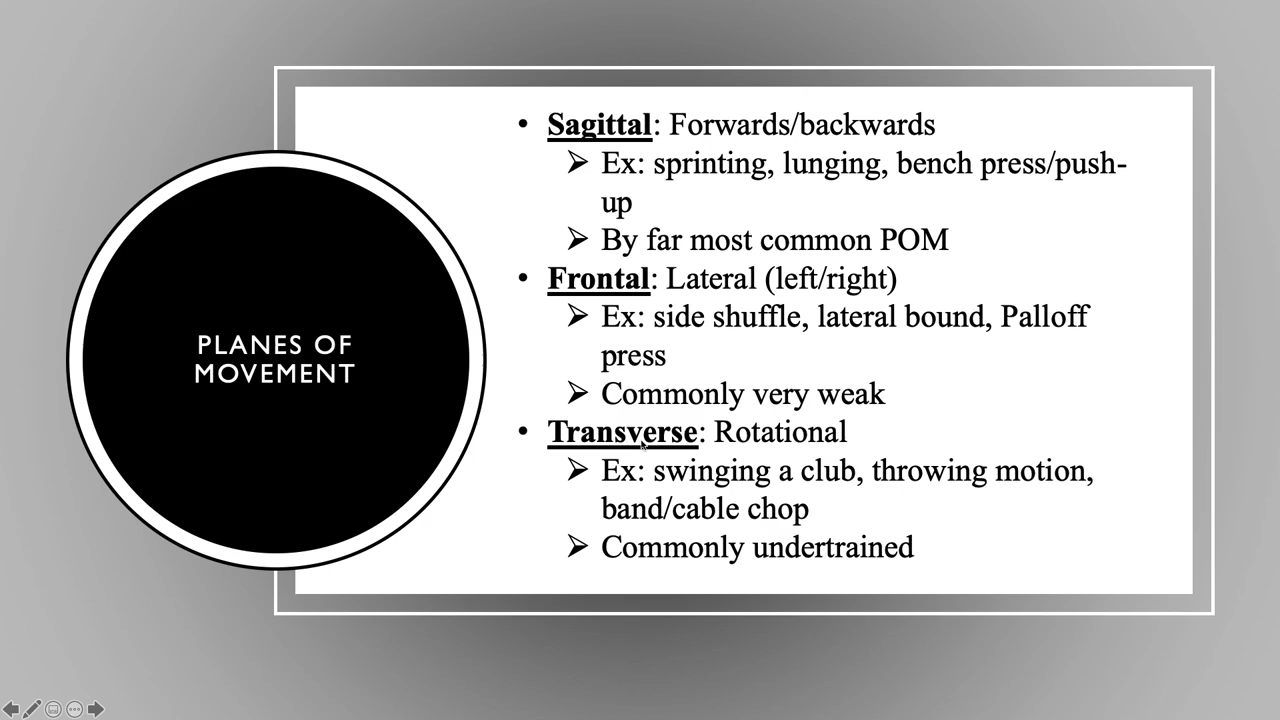 PLANES OF
MOVEMENT
• Sagittal: Forwards/backwards
➢ Ex: sprinting, lunging, bench press/push-
up
➢ By far most common POM
• Frontal: Lateral (left/right)
➢ Ex: side shuffle, lateral bound, Palloff
press
➢ Commonly very weak
• Transverse: Rotational
➢ Ex: swinging a club, throwing motion,
band/cable chop
➢ Commonly undertrained